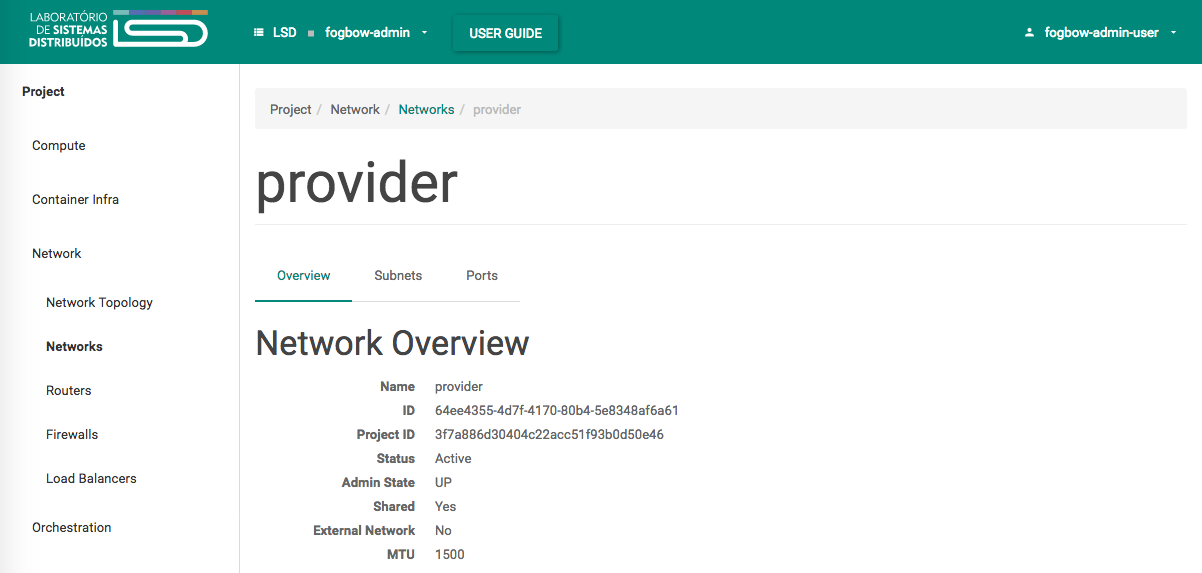 LABORATÓRIO
DE SISTEMAS
DISTRIBUÍDOS
LSD fogbow-admin
USER GUIDE
fogbow-admin-user
Project
Compute
Container Infra
Network
Network Topology
Networks
Routers
Firewalls
Load Balancers
Orchestration
Project / Network / Networks / provider
provider
Overview Subnets Ports
Network Overview
Name provider
ID 64ee4355-4d7f-4170-80b4-5e8348af6a61
Project ID 3f7a886d30404c22acc51f93b0d50e46
Status Active
Admin State UP
Shared Yes
External Network No
MTU 1500